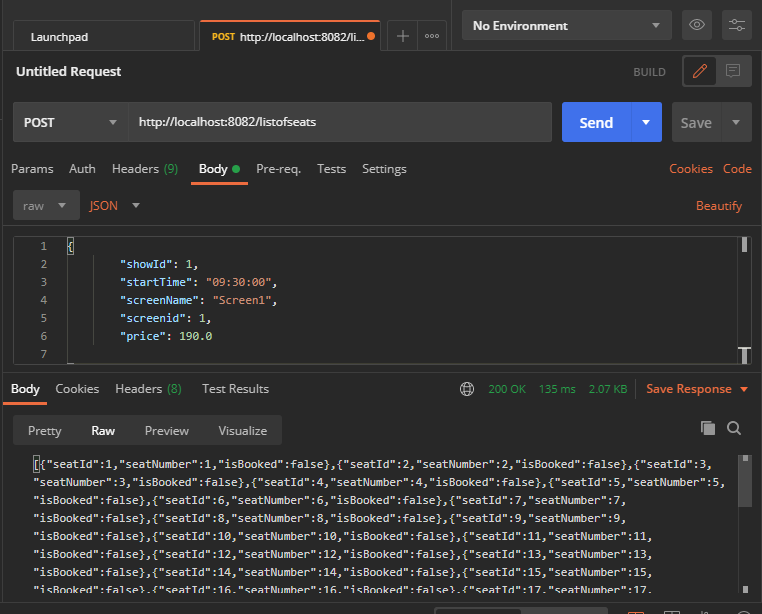 Launchpad
POST http://localhost:8082/li...
No Environment
Untitled Request
BUILD
POST
http://localhost:8082/listofseats
Send
Save
Params Auth Headers (9) Body Pre-req. Tests Settings
Cookies Code
raw JSON
Beautify
1 {
2 "showId": 1,
3 "startTime": "09:30:00",
4 "screenName": "Screen1",
5 "screenid": 1,
6 "price": 190.0
7
Body Cookies Headers (8) Test Results
200 OK 135 ms 2.07 KB Save Response
Pretty Raw Preview Visualize
[{"seatId":1,"seatNumber":1,"isBooked":false},{"seatId":2,"seatNumber":2,"isBooked":false},{"seatId":3,
"seatNumber":3,"isBooked":false},{"seatId":4,"seatNumber":4,"isBooked":false},{"seatId":5,"seatNumber":5,
"isBooked":false},{"seatId":6,"seatNumber":6,"isBooked":false},{"seatId":7,"seatNumber":7,
"isBooked":false},{"seatId":8,"seatNumber":8,"isBooked":false},{"seatId":9,"seatNumber":9,
"isBooked":false},{"seatId":10,"seatNumber":10,"isBooked":false},{"seatId":11,"seatNumber":11,
"isBooked":false},{"seatId":12,"seatNumber":12,"isBooked":false},{"seatId":13,"seatNumber":13,
"isBooked":false},{"seatId":14,"seatNumber":14,"isBooked":false},{"seatId":15,"seatNumber":15,
"isBooked":false},{"seatId":16,"seatNumber":16,"isBooked":false},{"seatId":17,"seatNumber":17,